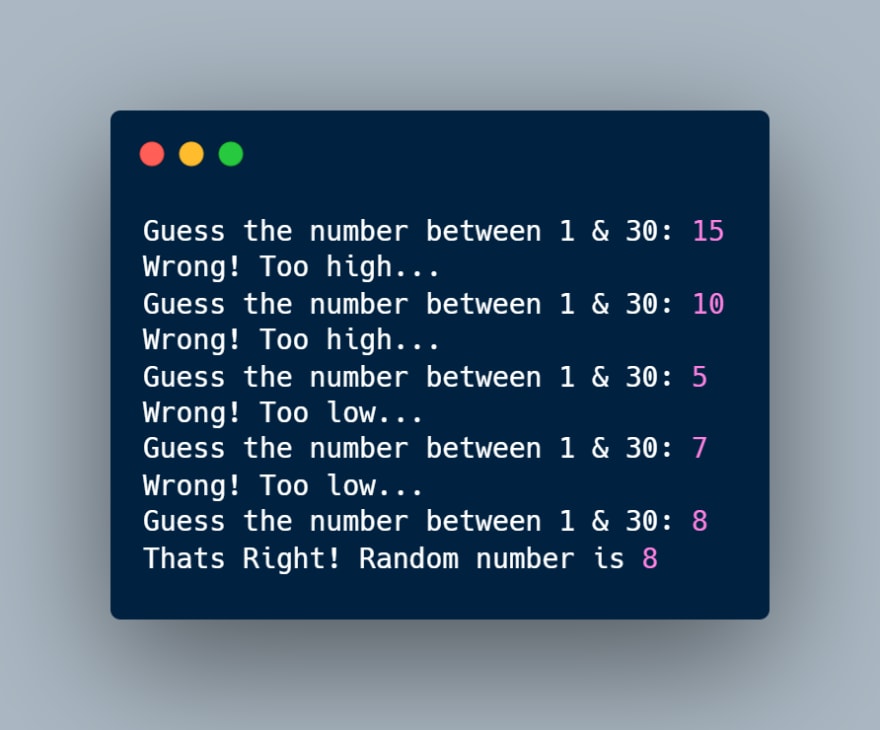 Guess the number between 1 & 30: 15
Wrong! Too high...
Guess the number between 1 & 30: 10
Wrong! Too high...
Guess the number between 1 & 30: 5
Wrong! Too low...
Guess the number between 1 & 30: 7
Wrong! Too low...
Guess the number between 1 & 30: 8
Thats Right! Random number is 8